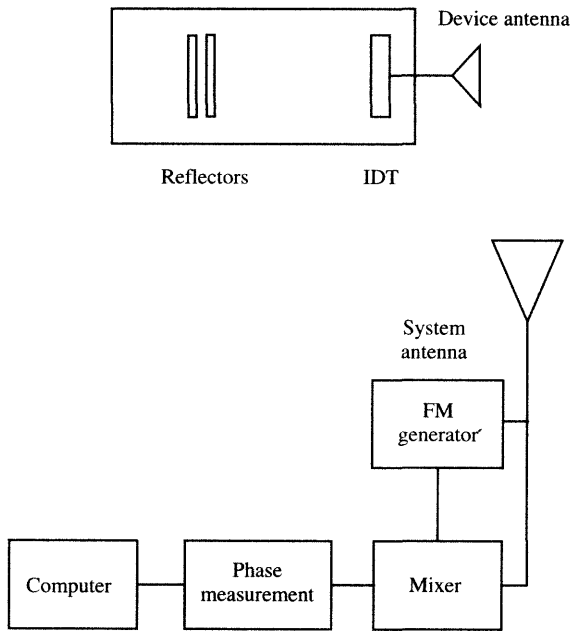 Device antenna
Reflectors
IDT
System
antenna
FM
generator
Computer
Phase
measurement
Mixer